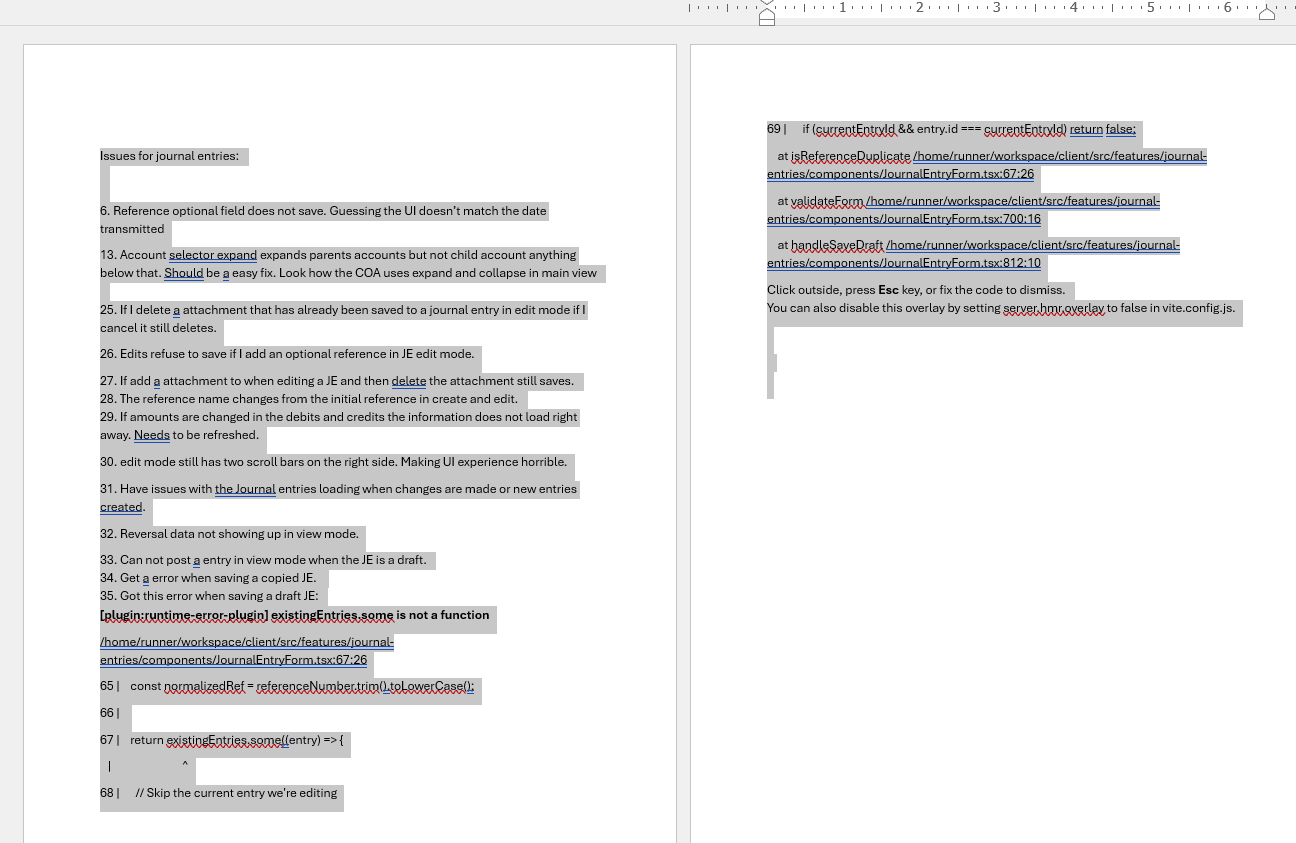 1 2 3 4 5 6
Issues for journal entries:
6. Reference optional field does not save. Guessing the UI doesn't match the date
transmitted
13. Account selector expand expands parents accounts but not child account anything
below that. Should be a easy fix. Look how the COA uses expand and collapse in main view
25. If I delete a attachment that has already been saved to a journal entry in edit mode if I
cancel it still deletes.
26. Edits refuse to save if I add an optional reference in JE edit mode.
27. If add a attachment to when editing a JE and then delete the attachment still saves.
28. The reference name changes from the initial reference in create and edit.
29. If amounts are changed in the debits and credits the information does not load right
away. Needs to be refreshed.
30. edit mode still has two scroll bars on the right side. Making UI experience horrible.
31. Have issues with the Journal entries loading when changes are made or new entries
created.
32. Reversal data not showing up in view mode.
33. Can not post a entry in view mode when the JE is a draft.
34. Get a error when saving a copied JE.
35. Got this error when saving a draft JE:
[plugin:runtime-error-plugin] existingEntries.some is not a function
/home/runner/workspace/client/src/features/journal-
entries/components/JournalEntryForm.tsx:67:26
65 |    const normalizedRef = referenceNumber.trim().toLowerCase();
66 |
67 |    return existingEntries.some((entry) => {
|                    ^
68 |      // Skip the current entry we're editing
69 |      if (currentEntryId && entry.id === currentEntryId) return false;
at isReferenceDuplicate /home/runner/workspace/client/src/features/journal-
entries/components/JournalEntryForm.tsx:67:26
at validateForm /home/runner/workspace/client/src/features/journal-
entries/components/JournalEntryForm.tsx:700:16
at handleSaveDraft /home/runner/workspace/client/src/features/journal-
entries/components/JournalEntryForm.tsx:812:10
Click outside, press Esc key, or fix the code to dismiss.
You can also disable this overlay by setting server.hmr.overlay to false in vite.config.js.